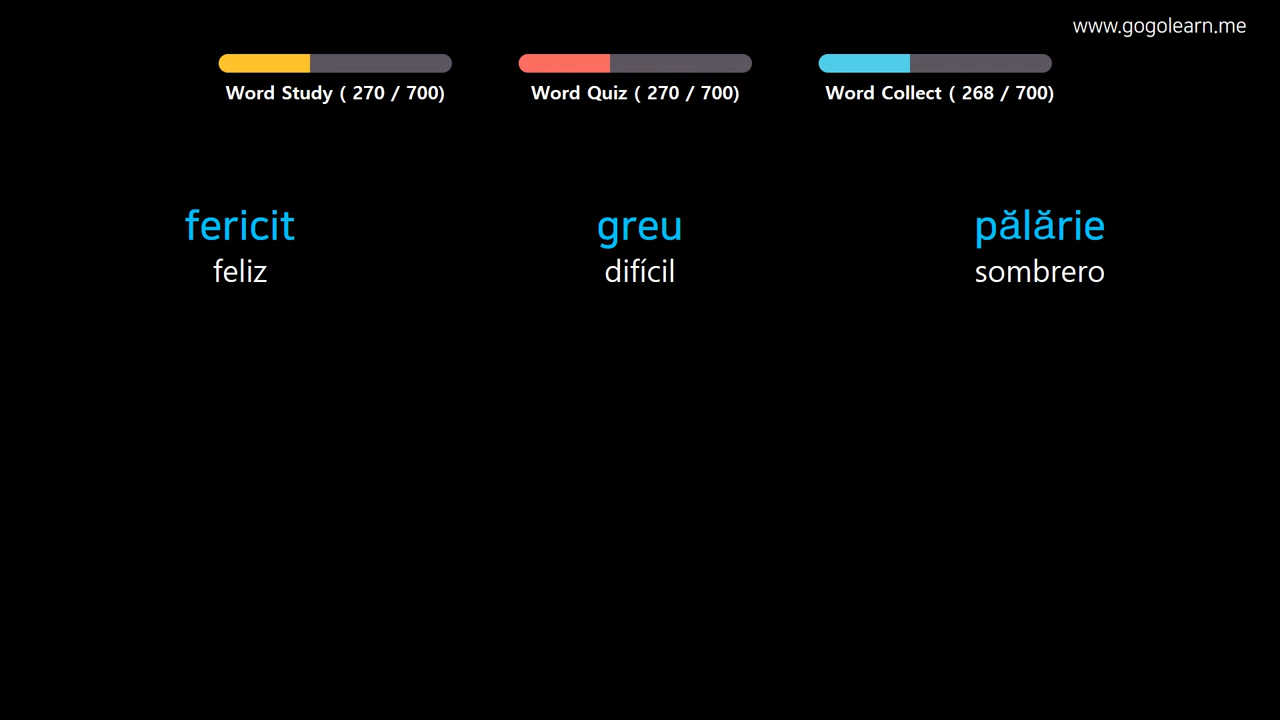 www.gogolearn.me
Word Study ( 270 / 700)
Word Quiz ( 270 / 700)
Word Collect ( 268 / 700)
fericit
feliz
greu
difícil
pălărie
sombrero